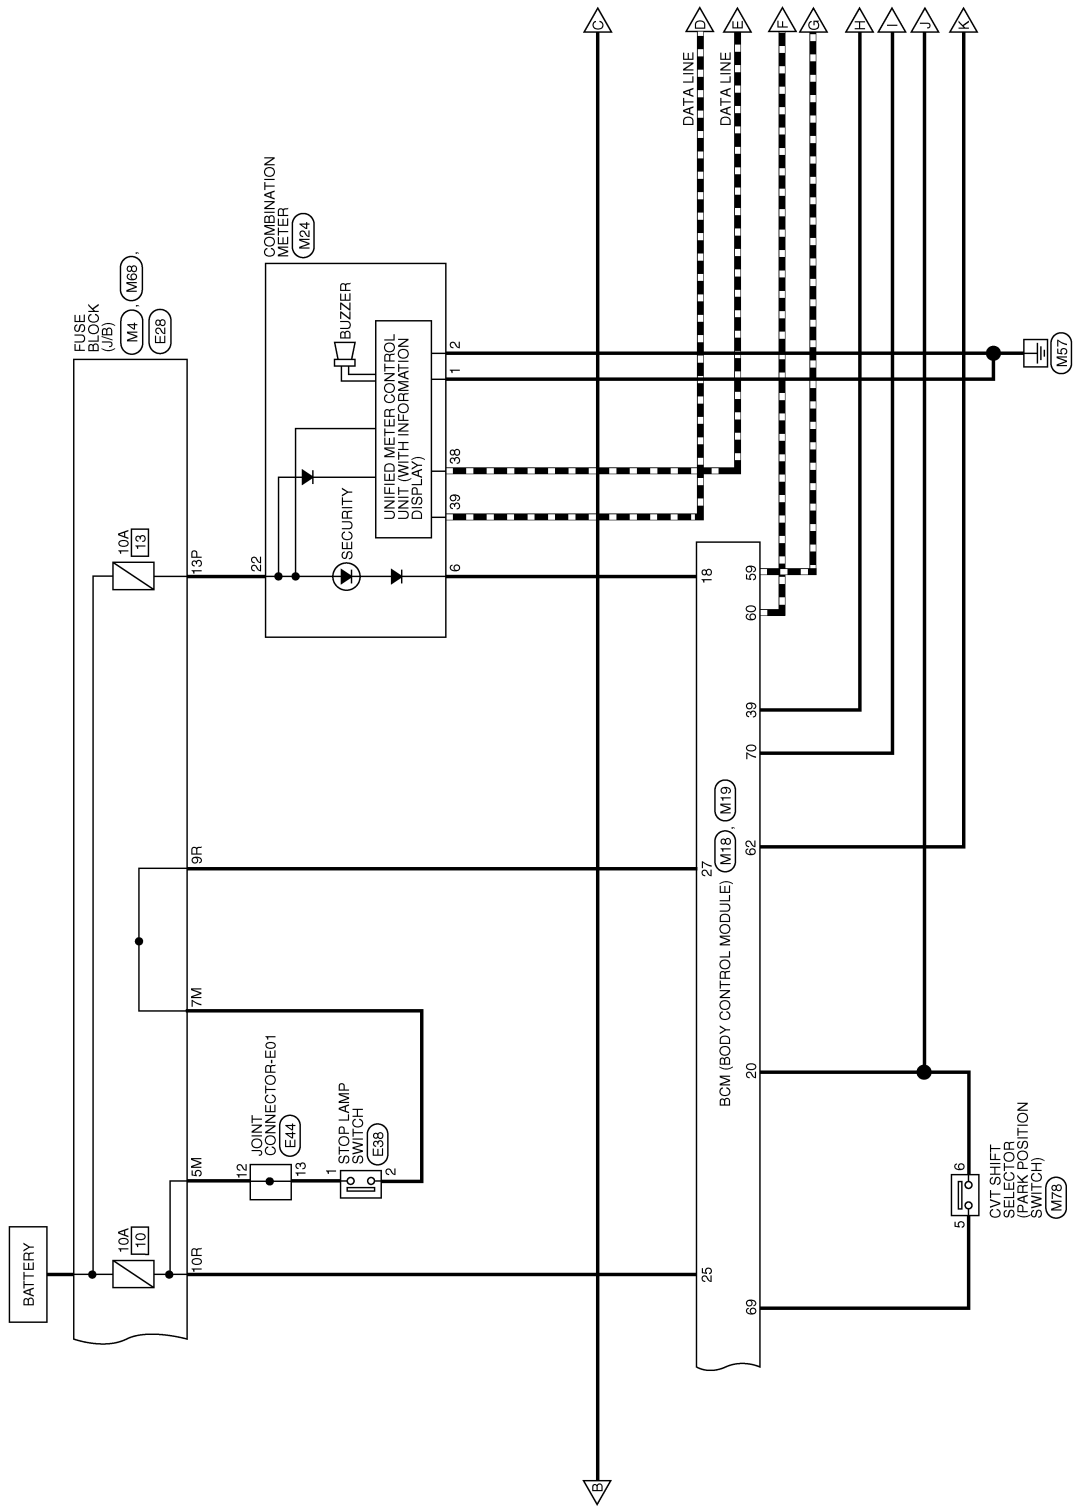 BATTERY
FUSE
BLOCK
(J/B)
M4 , M68 ,
E28
10A
10
10A
13
10R
5M
7M
9R
13P
JOINT
CONNECTOR-E01
E44
12
13
STOP LAMP
SWITCH
E38
1
2
COMBINATION
METER
M24
22
SECURITY
BUZZER
UNIFIED METER CONTROL
UNIT (WITH INFORMATION
DISPLAY)
6
39
38
1
2
B
C
DATA LINE
D
DATA LINE
E
F
G
H
I
J
K
25
27
18
BCM (BODY CONTROL MODULE) M18 , M19
69
20
62
70
39
60
59
5
6
CVT SHIFT
SELECTOR
(PARK POSITION
SWITCH)
M78
M57